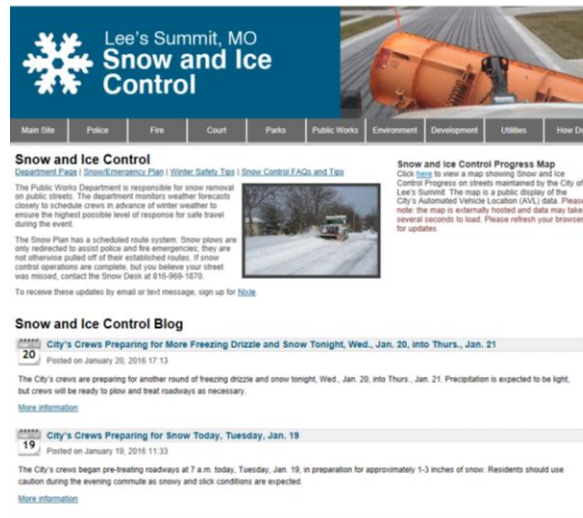 Lee's Summit, MO
Snow and Ice
Control
Main Site
Police
Fire
Court
Parks
Public Works
Environment
Development
Utilities
How Do
Snow and Ice Control
Department Page | Snow/Emergency Plan | Winter Safety Tips | Snow Control FAQs and Tips
The Public Works Department is responsible for snow removal
on public streets. The department monitors weather forecasts
closely to schedule crews in advance of winter weather to
ensure the highest possible level of response for safe travel
during the event.
The Snow Plan has a scheduled route system. Snow plows are
only redirected to assist police and fire emergencies; they are
not otherwise pulled off of their established routes. If snow
control operations are complete, but you believe your street
was missed, contact the Snow Desk at 816-969-1870.
To receive these updates by email or text message, sign up for Nixle.
Snow and Ice Control Progress Map
Click here to view a map showing Snow and Ice
Control Progress on streets maintained by the City of
Lee's Summit. The map is a public display of the
City's Automated Vehicle Location (AVL) data. Please
note: the map is externally hosted and data may take
several seconds to load. Please refresh your browser
for updates.
Snow and Ice Control Blog
20
City's Crews Preparing for More Freezing Drizzle and Snow Tonight, Wed., Jan. 20, into Thurs., Jan. 21
Posted on January 20, 2016 17:13
The City's crews are preparing for another round of freezing drizzle and snow tonight, Wed., Jan. 20, into Thurs., Jan. 21. Precipitation is expected to be light,
but crews will be ready to plow and treat roadways as necessary.
More information
19
City's Crews Preparing for Snow Today, Tuesday, Jan. 19
Posted on January 19, 2016 11:33
The City's crews began pre-treating roadways at 7 a.m. today, Tuesday, Jan. 19, in preparation for approximately 1-3 inches of snow. Residents should use
caution during the evening commute as snowy and slick conditions are expected.
More information